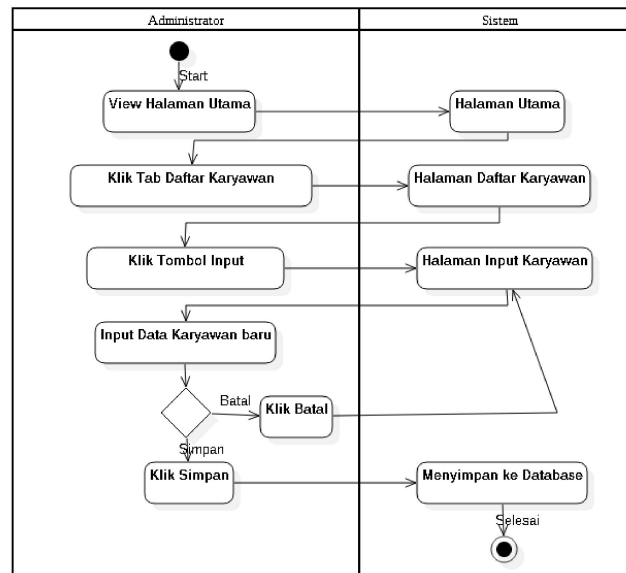 Administrator
Sistem
Start
View Halaman Utama
Halaman Utama
Klik Tab Daftar Karyawan
Halaman Daftar Karyawan
Klik Tombol Input
Halaman Input Karyawan
Input Data Karyawan baru
Batal
Klik Batal
Simpan
Klik Simpan
Menyimpan ke Database
Selesai